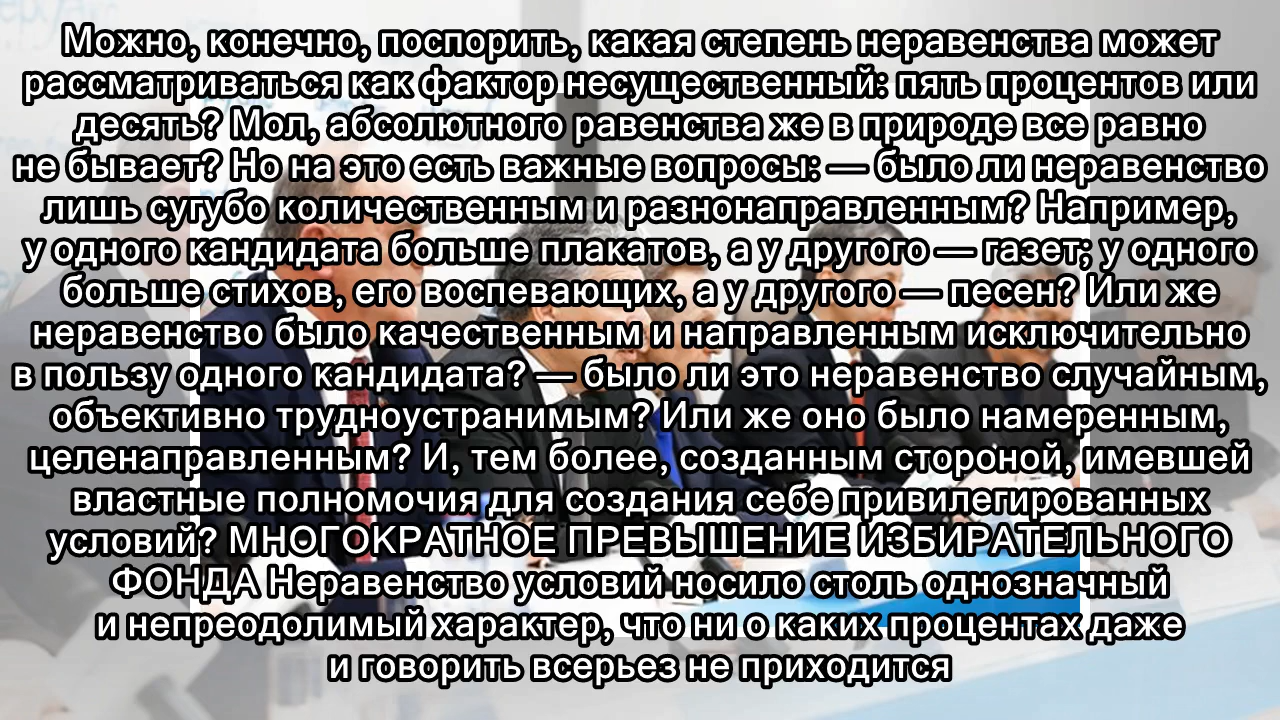 Можно, конечно, поспорить, какая степень неравенства может
рассматриваться как фактор несущественный: пять процентов или
десять? Мол, абсолютного равенства же в природе все равно
не бывает? Но на это есть важные вопросы: — было ли неравенство
лишь сугубо количественным и разнонаправленным? Например,
у одного кандидата больше плакатов, а у другого — газет; у одного
больше стихов, его воспевающих, а у другого — песен? Или же
неравенство было качественным и направленным исключительно
в пользу одного кандидата? — было ли это неравенство случайным,
объективно трудноустранимым? Или же оно было намеренным,
целенаправленным? И, тем более, созданным стороной, имевшей
властные полномочия для создания себе привилегированных
условий? МНОГОКРАТНОЕ ПРЕВЫШЕНИЕ ИЗБИРАТЕЛЬНОГО
ФОНДА Неравенство условий носило столь однозначный
и непреодолимый характер, что ни о каких процентах даже
и говорить всерьез не приходится